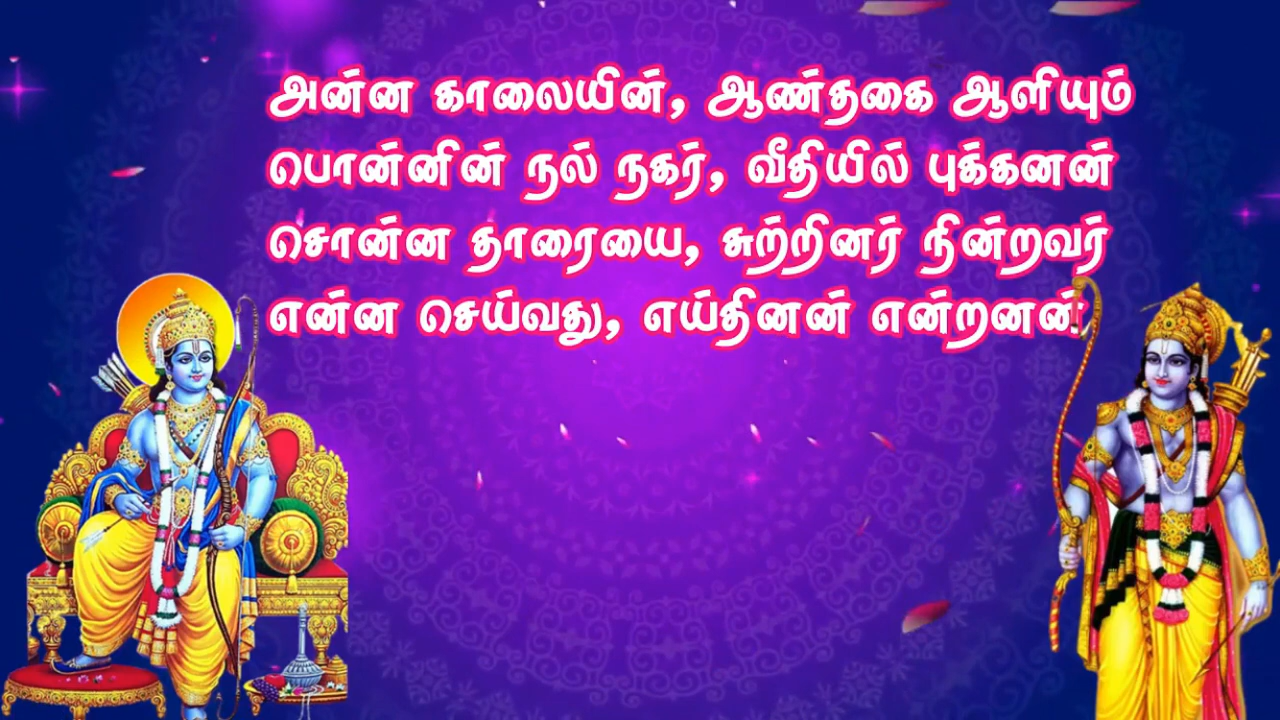 அன்ன காலையின், ஆண்தகை ஆளியும்
பொன்னின் நல் நகர், வீதியில் புக்கனன்
சொன்ன தாரையை, சுற்றினர் நின்றவர்
என்ன செய்வது, எய்தினன் என்றனன்